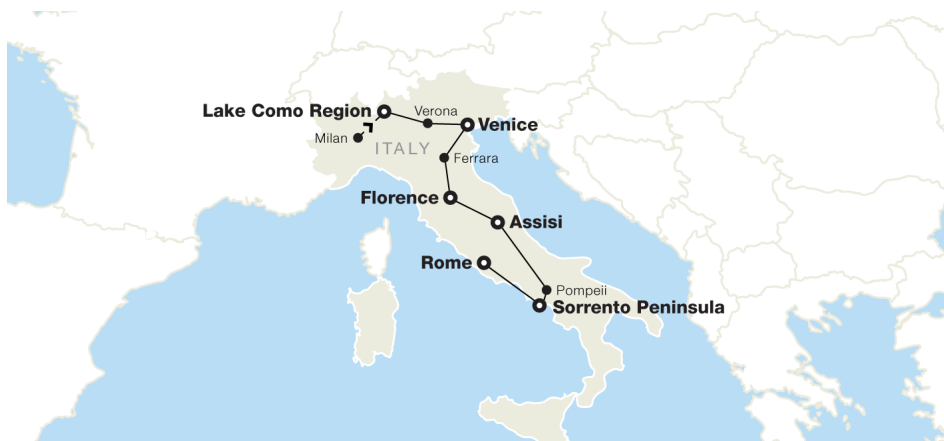 Lake Como Region
Verona
Venice
Milan
ITALY
Ferrara
Florence
Assisi
Rome
Pompeii
Sorrento Peninsula